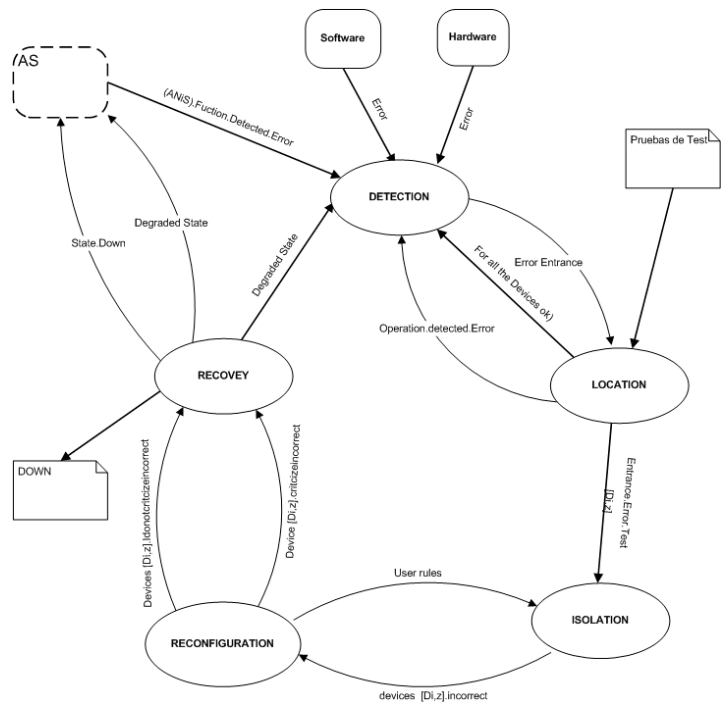 Software
Hardware
AS
(ANiS).Fuction.Detected.Error
Error
Error
Pruebas de Test
DETECTION
Degraded State
State.Down
Degraded State
For all the Devices ok)
Error Entrance
Operation.detected.Error
RECOVEY
LOCATION
DOWN
Devices [Di,z].Idonotcritcizeincorrect
Device [Di,z].critcizeincorrect
Entrance.Error.Test
[Di,z]
User rules
ISOLATION
RECONFIGURATION
devices [Di,z].incorrect